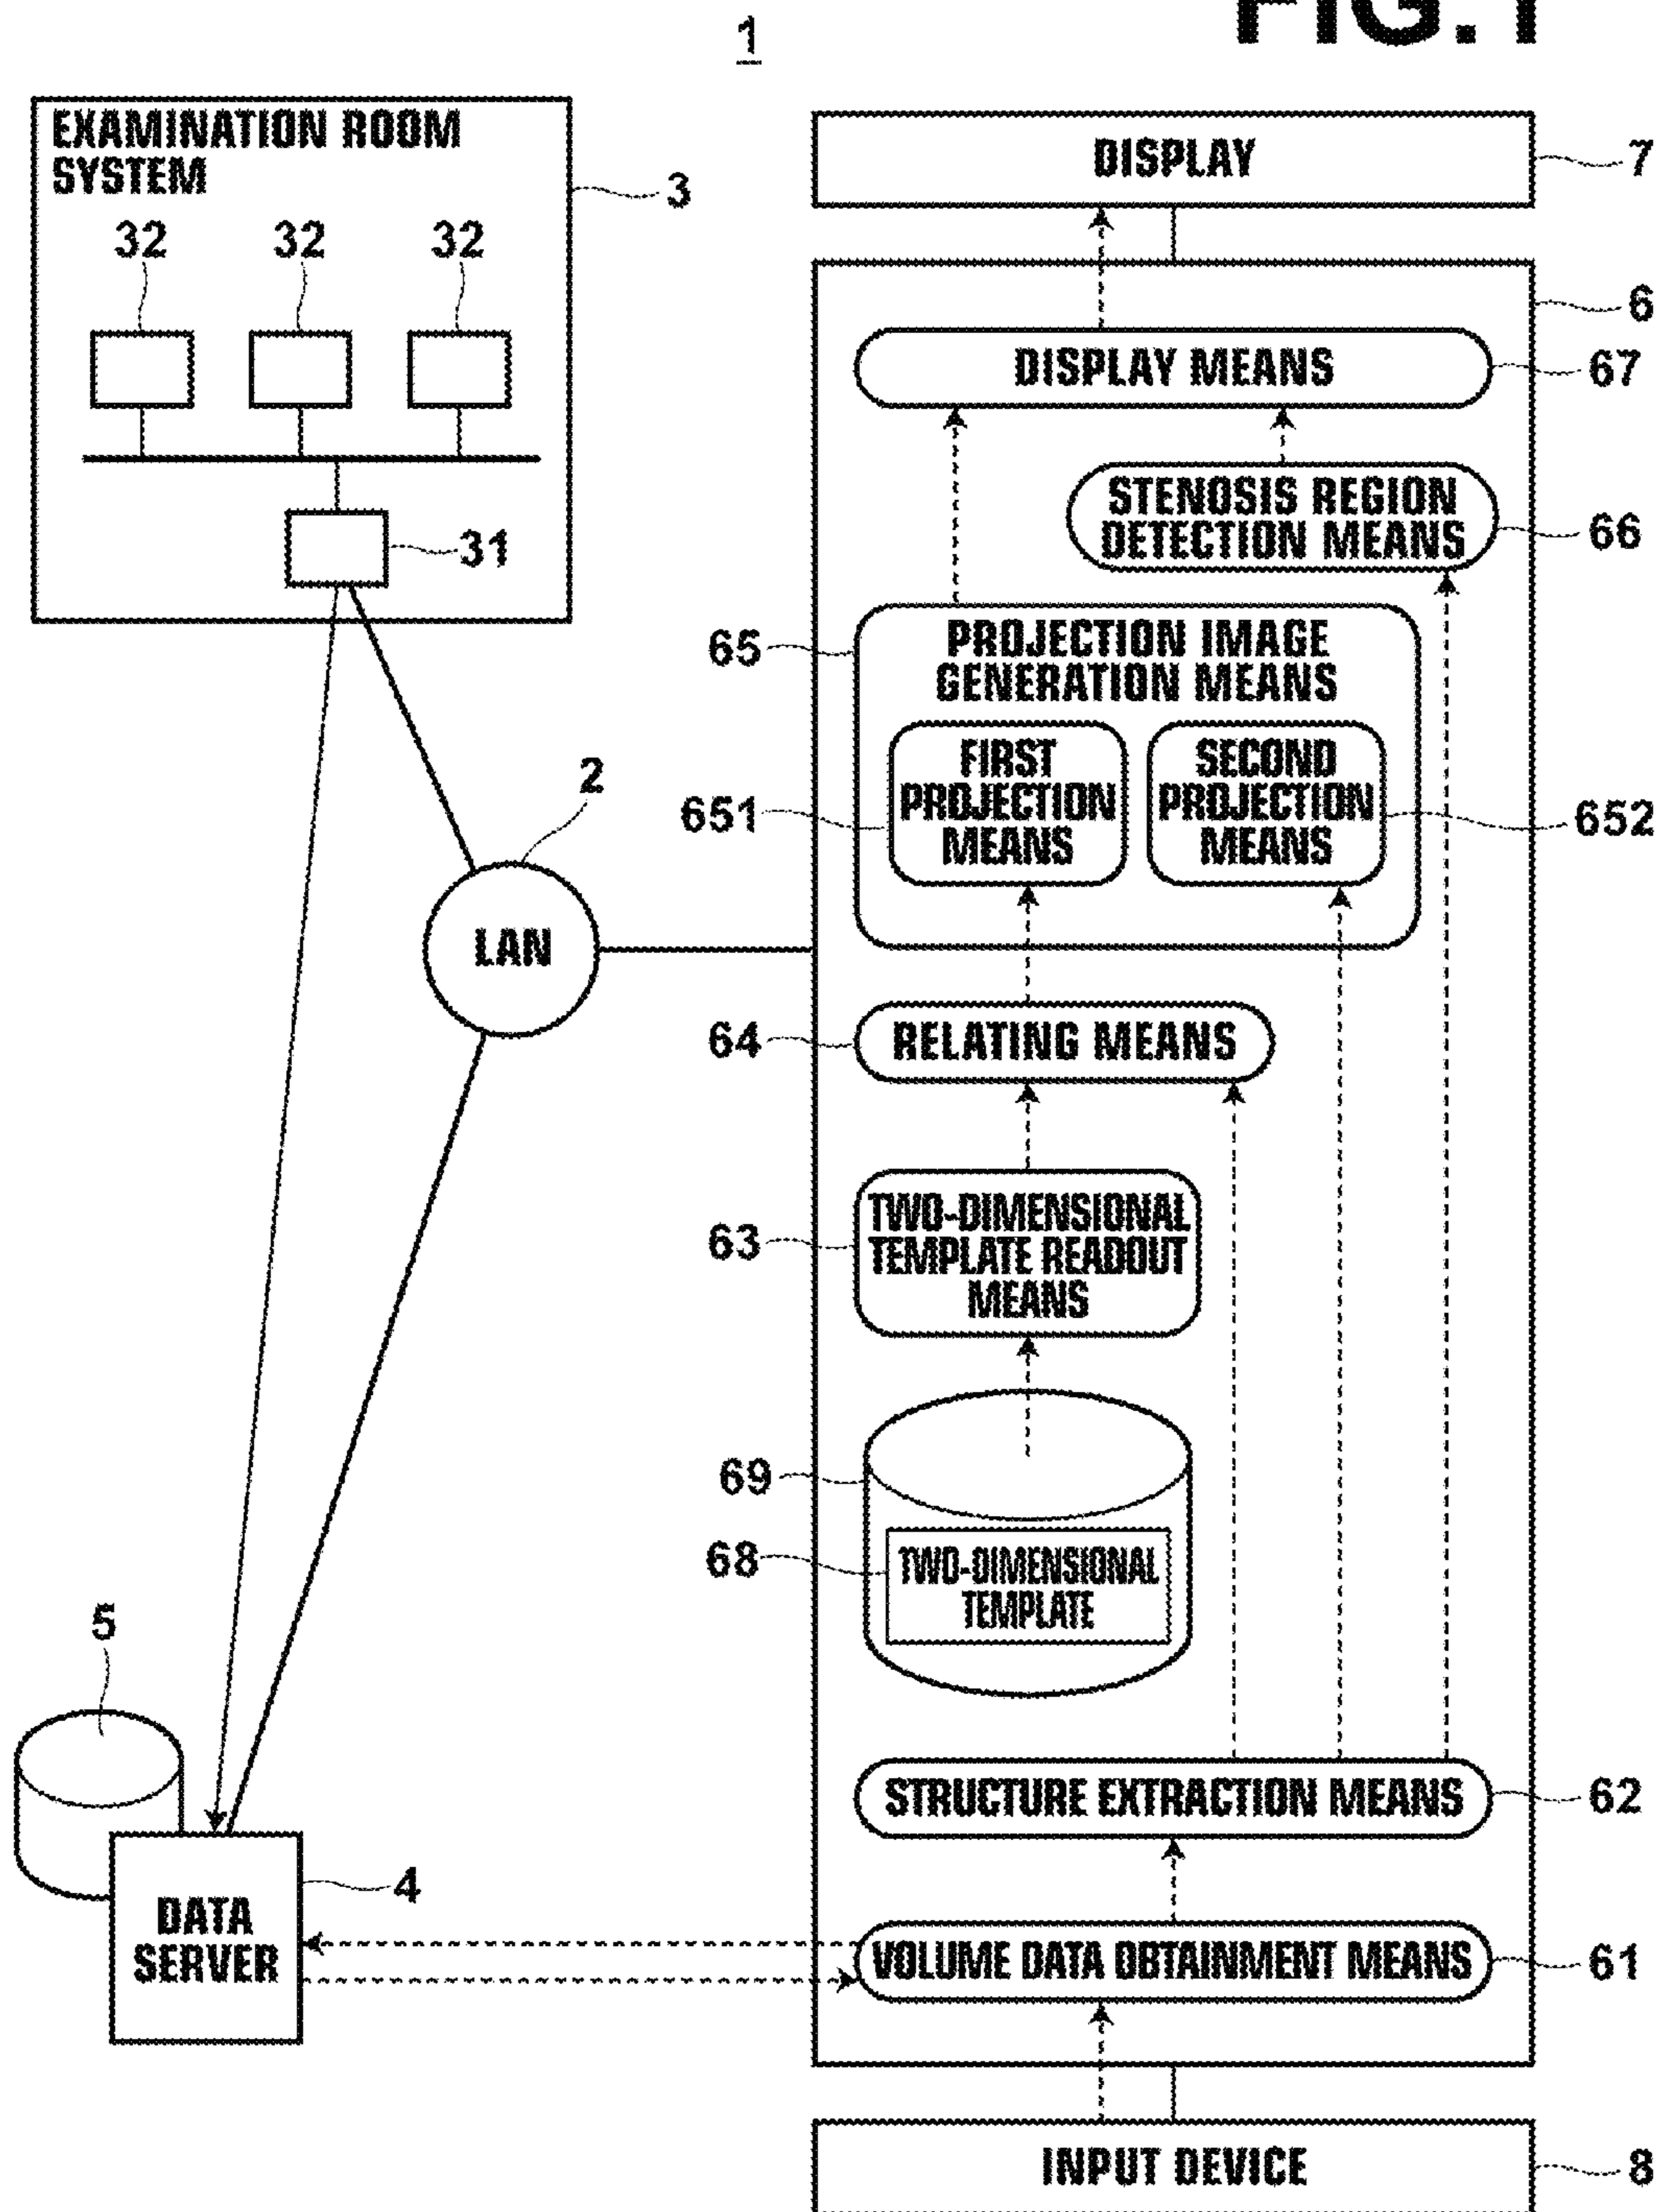 FIG.1
1
EXAMINATION ROOM
SYSTEM
3
32 32 32
31
DISPLAY
7
6
DISPLAY MEANS
67
STENOSIS REGION
DETECTION MEANS
66
65
PROJECTION IMAGE
GENERATION MEANS
FIRST
PROJECTION
MEANS
651
SECOND
PROJECTION
MEANS
652
2
LAN
64
RELATING MEANS
63
TWO-DIMENSIONAL
TEMPLATE READOUT
MEANS
69
68
TWO-DIMENSIONAL
TEMPLATE
5
STRUCTURE EXTRACTION MEANS
62
4
DATA
SERVER
VOLUME DATA OBTAINMENT MEANS
61
INPUT DEVICE
8